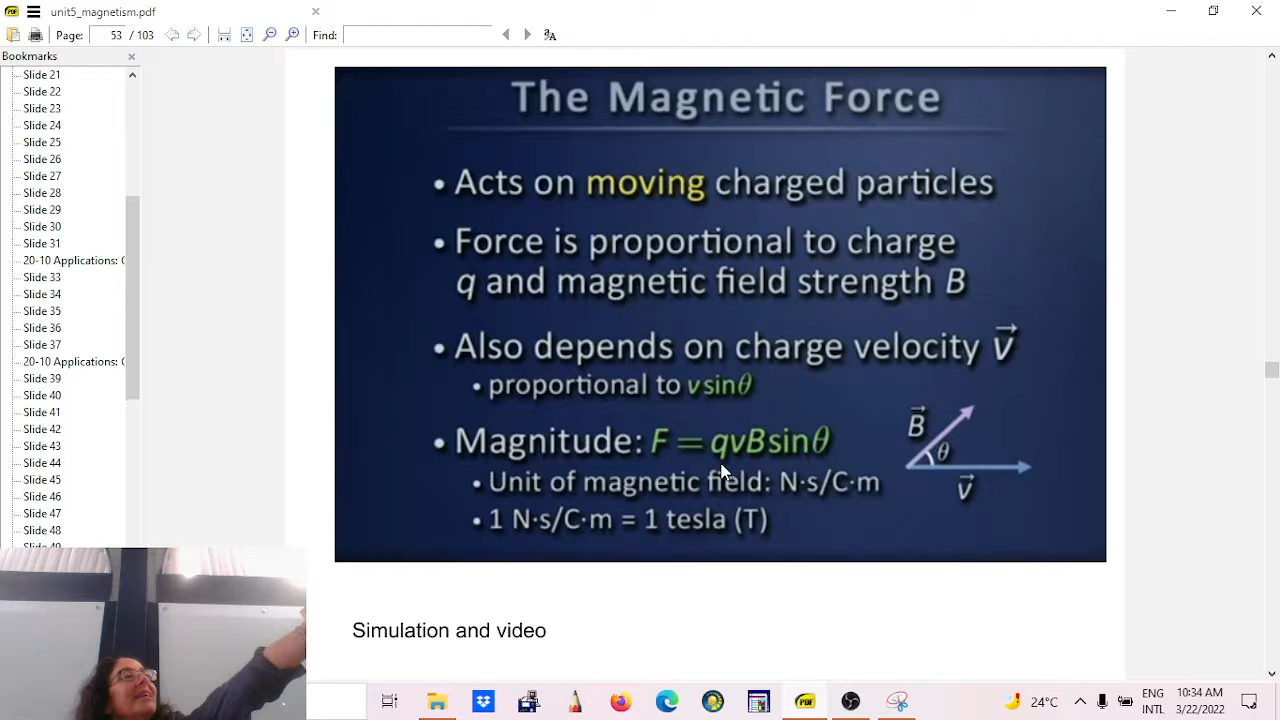 unit5_magnetism.pdf
Page: 53 / 103
Find:
Bookmarks
Slide 21
Slide 22
Slide 23
Slide 24
Slide 25
Slide 26
Slide 27
Slide 28
Slide 29
Slide 30
Slide 31
20-10 Applications: (
Slide 33
Slide 34
Slide 35
Slide 36
Slide 37
20-10 Applications: (
Slide 39
Slide 40
Slide 41
Slide 42
Slide 43
Slide 44
Slide 45
Slide 46
Slide 47
Slide 48
Slide 49
The Magnetic Force
• Acts on moving charged particles
• Force is proportional to charge
q and magnetic field strength B
• Also depends on charge velocity v⃗
• proportional to v sinθ
• Magnitude: F = qvB sinθ
• Unit of magnetic field: N·s/C·m
• 1 N·s/C·m = 1 tesla (T)
B⃗
θ
v⃗
Simulation and video
24°C
ENG
INTL
10:34 AM
3/22/2022